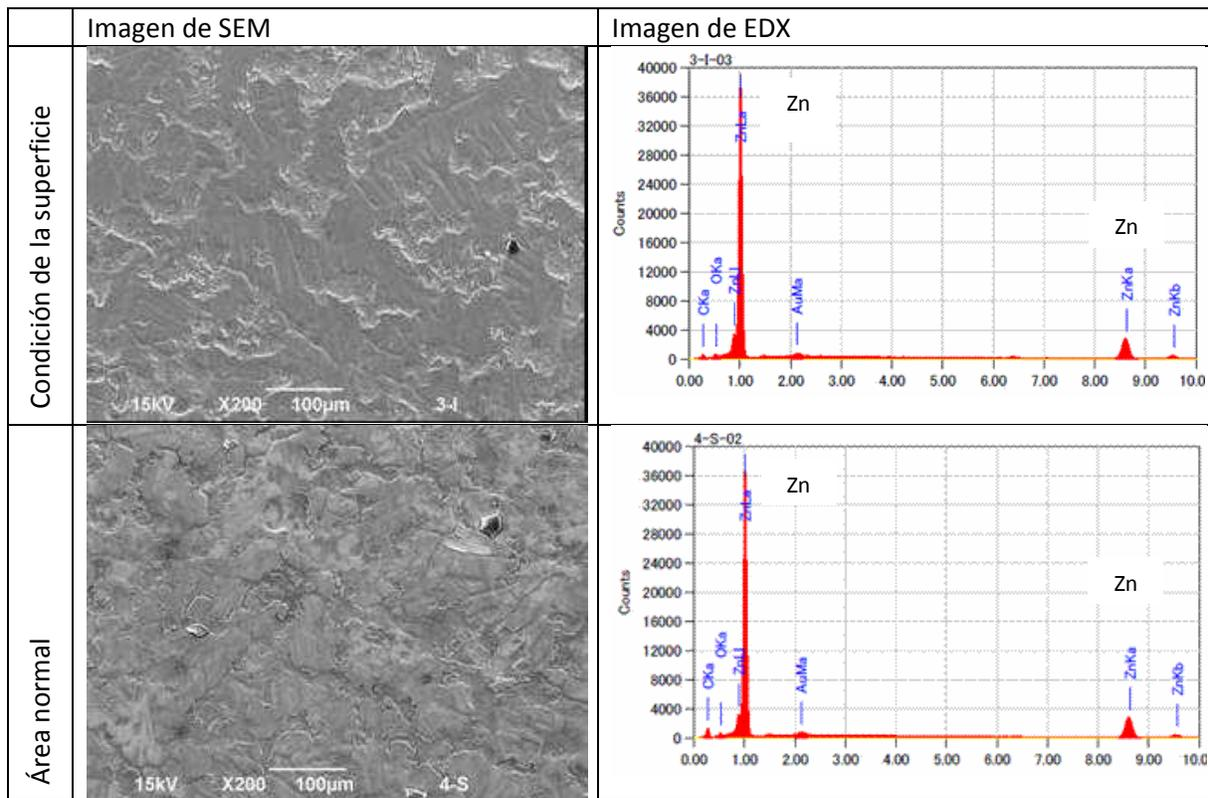 Imagen de SEM
Imagen de EDX
Condición de la superficie
15kV X200 100μm 3-I
3-I-03
40000
36000
32000
28000
24000
20000
16000
12000
8000
4000
0
Counts
CKa
OKa
ZnLl
ZnLa
Zn
AuMa
Zn
ZnKa
ZnKb
0.00 1.00 2.00 3.00 4.00 5.00 6.00 7.00 8.00 9.00 10.0
Área normal
15kV X200 100μm 4-S
4-S-02
40000
36000
32000
28000
24000
20000
16000
12000
8000
4000
0
Counts
CKa
OKa
ZnLl
ZnLa
Zn
AuMa
Zn
ZnKa
ZnKb
0.00 1.00 2.00 3.00 4.00 5.00 6.00 7.00 8.00 9.00 10.0